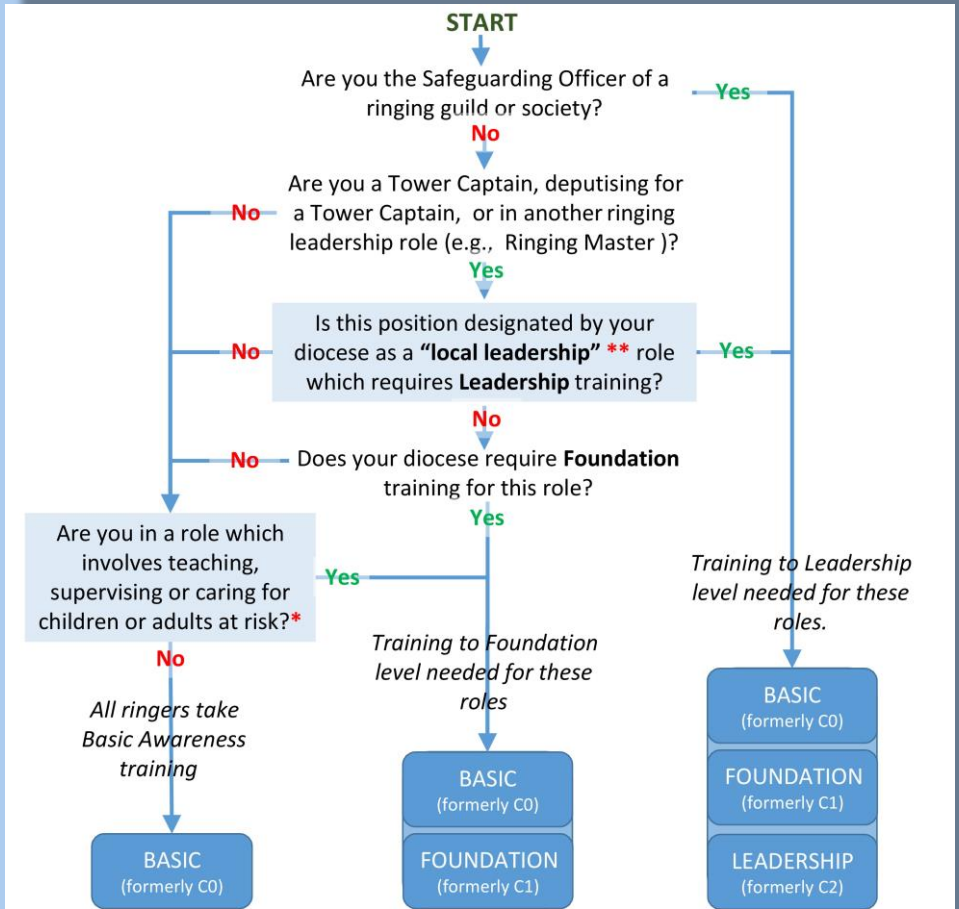 START
Are you the Safeguarding Officer of a
ringing guild or society?
Yes
No
Are you a Tower Captain, deputising for
a Tower Captain, or in another ringing
leadership role (e.g., Ringing Master )?
No
Yes
Is this position designated by your
diocese as a “local leadership” ** role
which requires Leadership training?
No
Yes
No
Does your diocese require Foundation
training for this role?
No
Yes
Are you in a role which
involves teaching,
supervising or caring for
children or adults at risk?*
Yes
No
Training to Leadership
level needed for these
roles.
Training to Foundation
level needed for these
roles
All ringers take
Basic Awareness
training
BASIC
(formerly C0)
BASIC
(formerly C0)
FOUNDATION
(formerly C1)
BASIC
(formerly C0)
FOUNDATION
(formerly C1)
LEADERSHIP
(formerly C2)